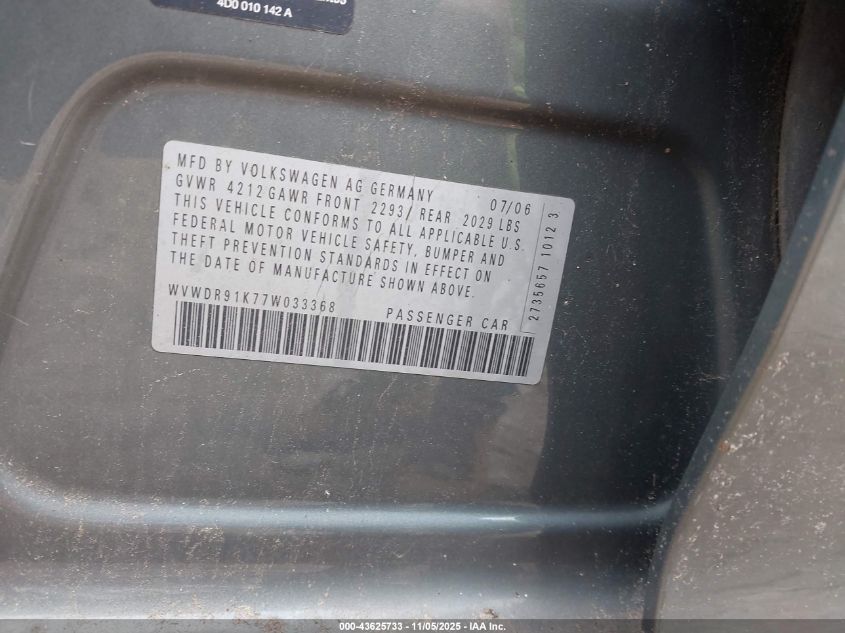 4D0 010 142 A
MFD BY VOLKSWAGEN AG GERMANY 07/06
GVWR 4212 GAWR FRONT 2293/ REAR 2029 LBS
THIS VEHICLE CONFORMS TO ALL APPLICABLE U.S.
FEDERAL MOTOR VEHICLE SAFETY, BUMPER AND
THEFT PREVENTION STANDARDS IN EFFECT ON
THE DATE OF MANUFACTURE SHOWN ABOVE.
WVWDR91K77W033368 PASSENGER CAR
2735657 1012 3
000-43625733 - 11/05/2025 - IAA Inc.